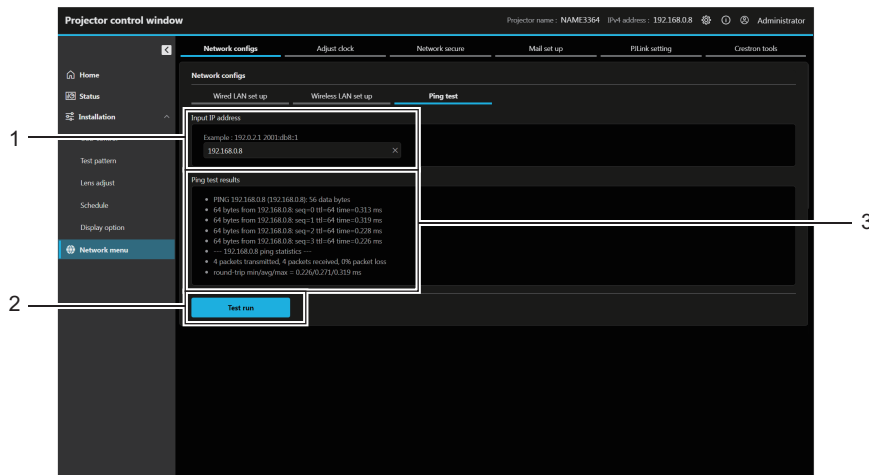 Projector control window
Projector name : NAME3364 IPv4 address : 192.168.0.8 Administrator
Network configs Adjust clock Network secure Mail set up PJLink setting Crestron tools
Home
Status
Installation
Test pattern
Lens adjust
Schedule
Display option
Network menu
Network configs
Wired LAN set up Wireless LAN set up Ping test
1
Input IP address
Example : 192.0.2.1 2001:db8::1
192.168.0.8
Ping test results
• PING 192.168.0.8 (192.168.0.8): 56 data bytes
• 64 bytes from 192.168.0.8: seq=0 ttl=64 time=0.313 ms
• 64 bytes from 192.168.0.8: seq=1 ttl=64 time=0.319 ms
• 64 bytes from 192.168.0.8: seq=2 ttl=64 time=0.228 ms
• 64 bytes from 192.168.0.8: seq=3 ttl=64 time=0.226 ms
• --- 192.168.0.8 ping statistics ---
• 4 packets transmitted, 4 packets received, 0% packet loss
• round-trip min/avg/max = 0.226/0.271/0.319 ms
3
2
Test run